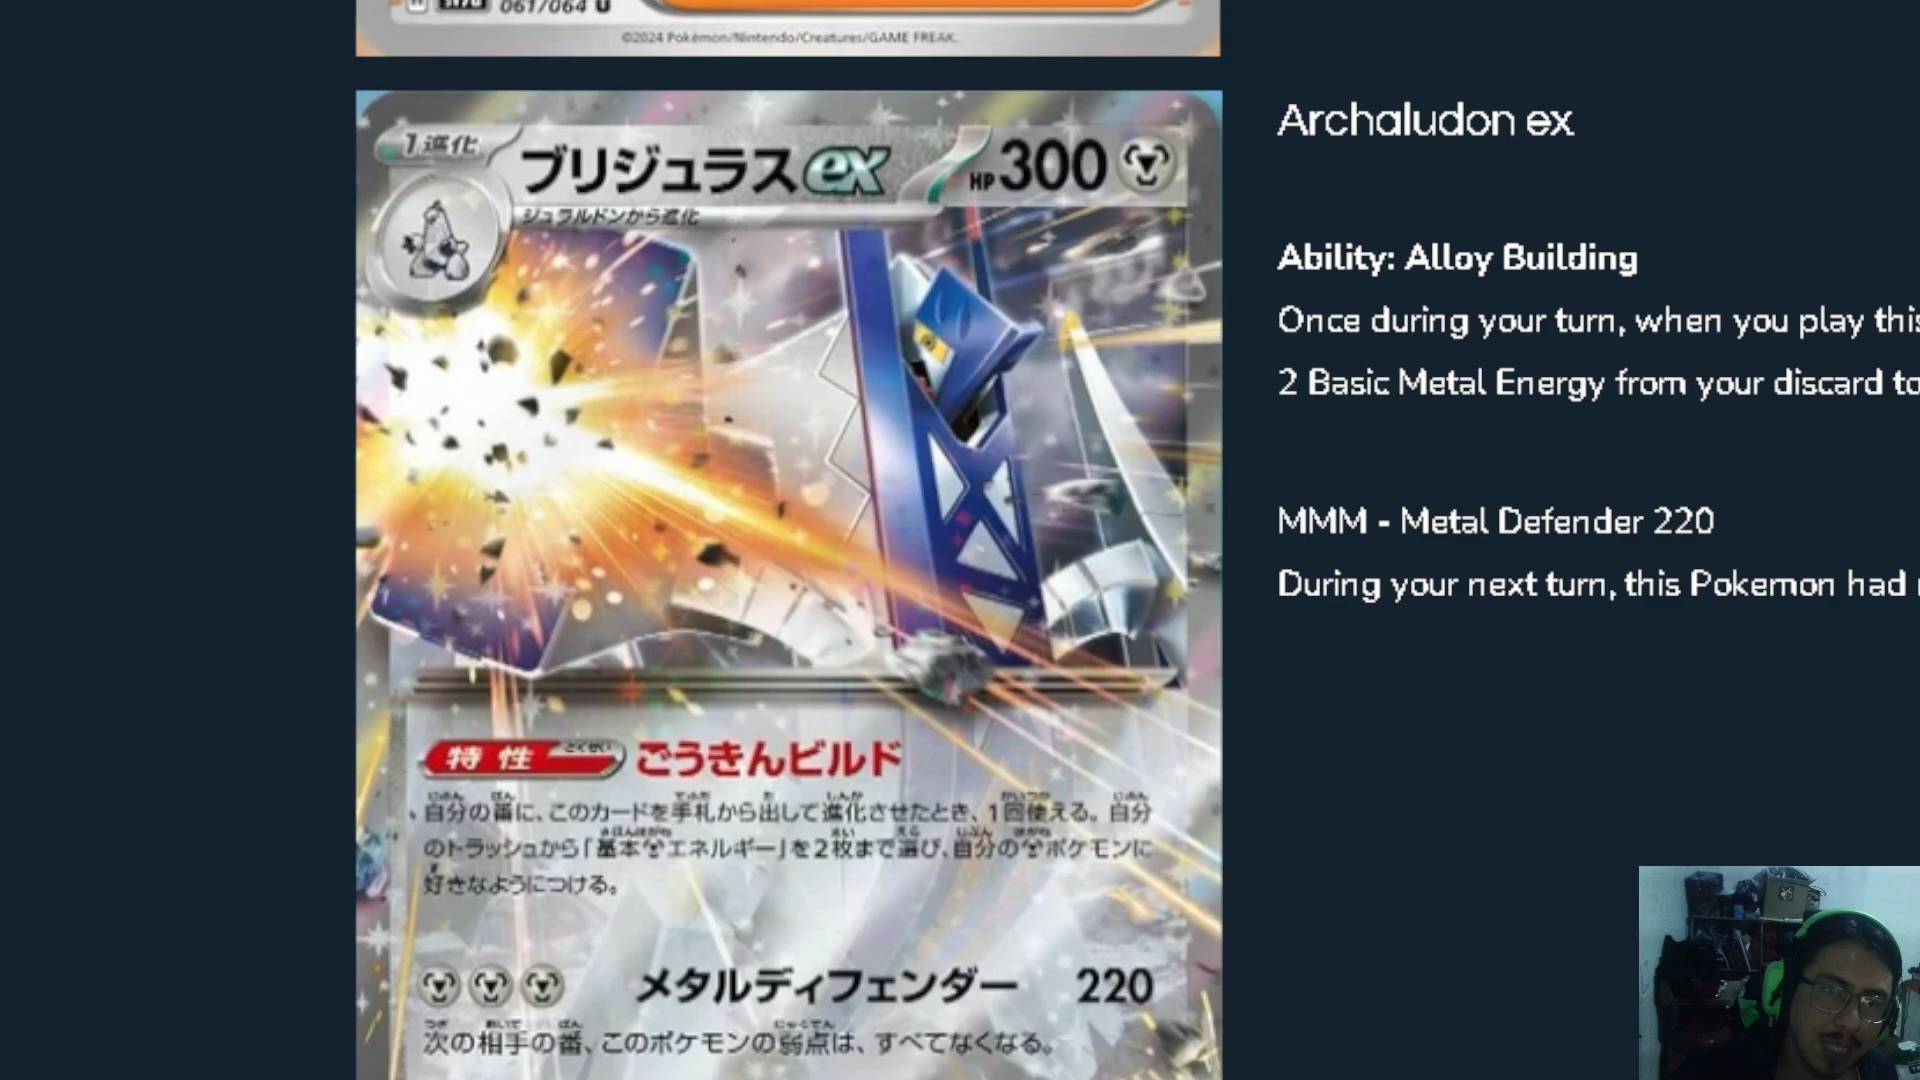 061/064 U
©2024 Pokémon/Nintendo/Creatures/GAME FREAK.
1進化
ブリジュラスex HP 300
ジュラルドンから進化
特性 とくせい ごうきんビルド
自分の番に、このカードを手札から出して進化させたとき、1回使える。自分
のトラッシュから「基本エネルギー」を2枚まで選び、自分のポケモンに
好きなようにつける。
メタルディフェンダー 220
次の相手の番、このポケモンの弱点は、すべてなくなる。
Archaludon ex
Ability: Alloy Building
Once during your turn, when you play this
2 Basic Metal Energy from your discard to
MMM - Metal Defender 220
During your next turn, this Pokemon had